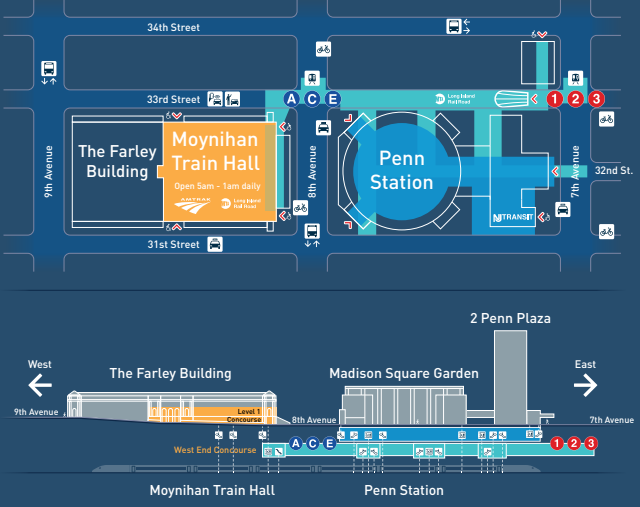 34th Street
33rd Street
A C E
Long Island
Rail Road
1 2 3
The Farley
Building
Moynihan
Train Hall
Open 5am - 1am daily
AMTRAK
Long Island
Rail Road
Penn
Station
9th Avenue
8th Avenue
7th Avenue
32nd St.
NJ TRANSIT
31st Street
2 Penn Plaza
West
The Farley Building
Madison Square Garden
East
9th Avenue
Level 1
Concourse
8th Avenue
7th Avenue
West End Concourse
A C E
1 2 3
Moynihan Train Hall
Penn Station